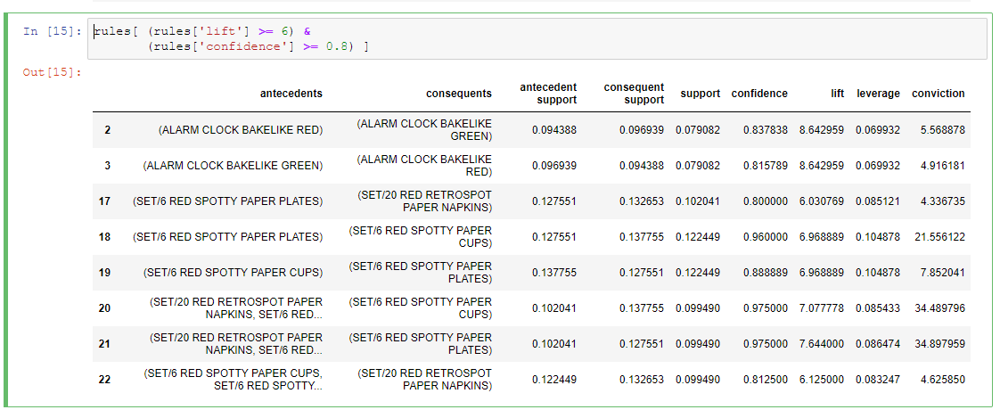 In [15]: rules[ (rules['lift'] >= 6) &
(rules['confidence'] >= 0.8) ]
Out[15]:
antecedents consequents antecedent support consequent support support confidence lift leverage conviction
2 (ALARM CLOCK BAKELIKE RED) (ALARM CLOCK BAKELIKE GREEN) 0.094388 0.096939 0.079082 0.837838 8.642959 0.069932 5.568878
3 (ALARM CLOCK BAKELIKE GREEN) (ALARM CLOCK BAKELIKE RED) 0.096939 0.094388 0.079082 0.815789 8.642959 0.069932 4.916181
17 (SET/6 RED SPOTTY PAPER PLATES) (SET/20 RED RETROSPOT PAPER NAPKINS) 0.127551 0.132653 0.102041 0.800000 6.030769 0.085121 4.336735
18 (SET/6 RED SPOTTY PAPER PLATES) (SET/6 RED SPOTTY PAPER CUPS) 0.127551 0.137755 0.122449 0.960000 6.968889 0.104878 21.556122
19 (SET/6 RED SPOTTY PAPER CUPS) (SET/6 RED SPOTTY PAPER PLATES) 0.137755 0.127551 0.122449 0.888889 6.968889 0.104878 7.852041
20 (SET/20 RED RETROSPOT PAPER NAPKINS, SET/6 RED... (SET/6 RED SPOTTY PAPER CUPS) 0.102041 0.137755 0.099490 0.975000 7.077778 0.085433 34.489796
21 (SET/20 RED RETROSPOT PAPER NAPKINS, SET/6 RED... (SET/6 RED SPOTTY PAPER PLATES) 0.102041 0.127551 0.099490 0.975000 7.644000 0.086474 34.897959
22 (SET/6 RED SPOTTY PAPER CUPS, SET/6 RED SPOTTY... (SET/20 RED RETROSPOT PAPER NAPKINS) 0.122449 0.132653 0.099490 0.812500 6.125000 0.083247 4.625850